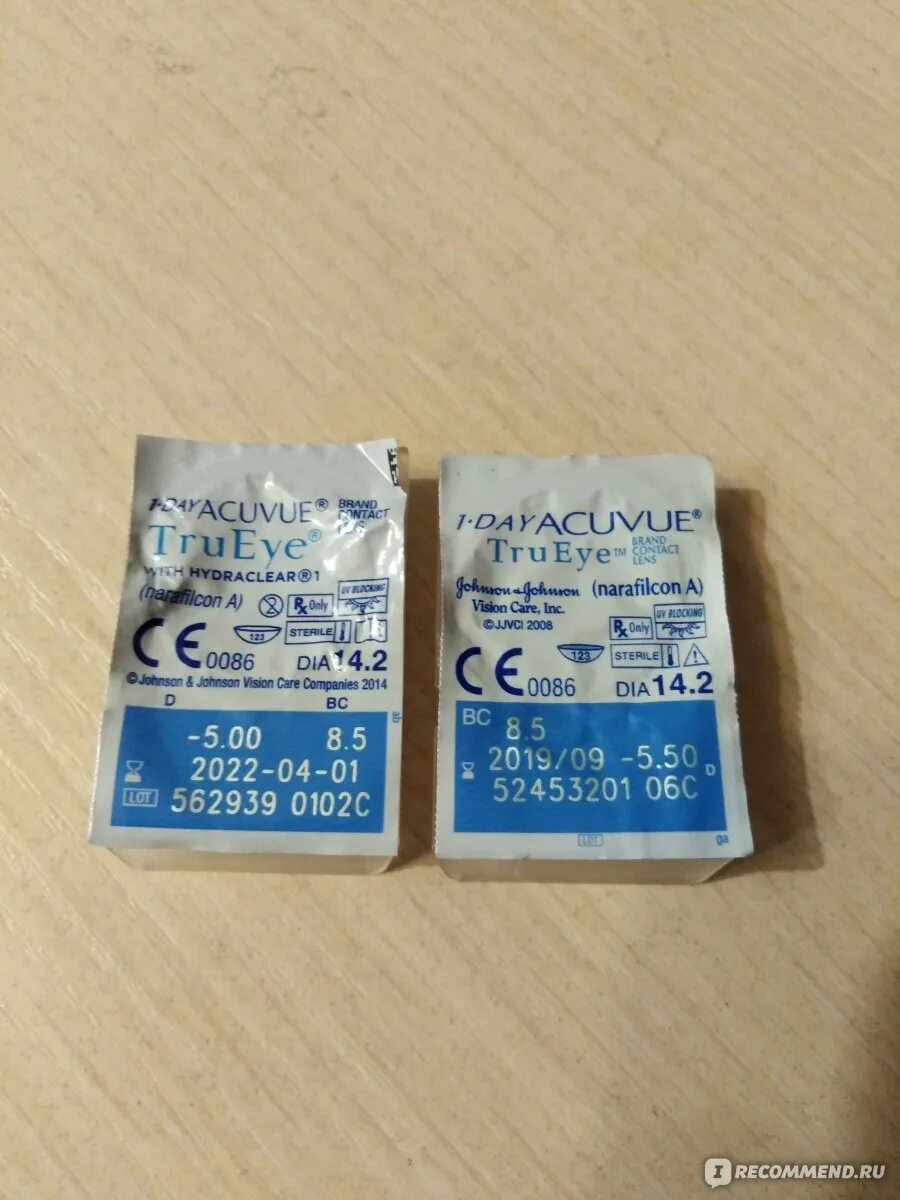 1·DAY ACUVUE® BRAND
CONTACT
TruEye®
WITH HYDRACLEAR®1
(narafilcon A) Rx Only UV BLOCKING
123 STERILE
CE 0086 DIA 14.2
©Johnson & Johnson Vision Care Companies 2014
D BC
-5.00 8.5
2022-04-01
LOT 562939 0102C
1·DAY ACUVUE®
TruEye™ BRAND
CONTACT
LENS
Johnson & Johnson (narafilcon A)
Vision Care, Inc.
©JJVCI 2008 Rx Only UV BLOCKING
123 STERILE
CE 0086 DIA 14.2
BC 8.5
2019/09 -5.50 D
52453201 06C
LOT ga
IRECOMMEND.RU